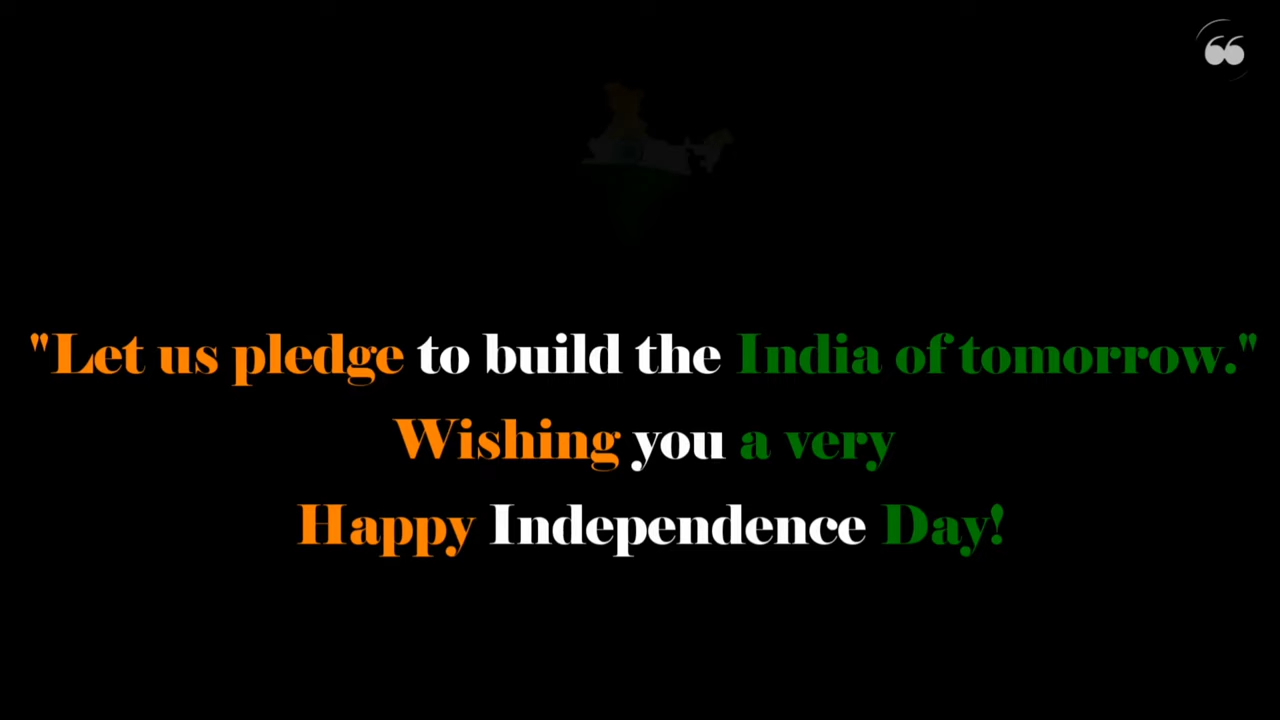 "Let us pledge to build the India of tomorrow."
Wishing you a very
Happy Independence Day!